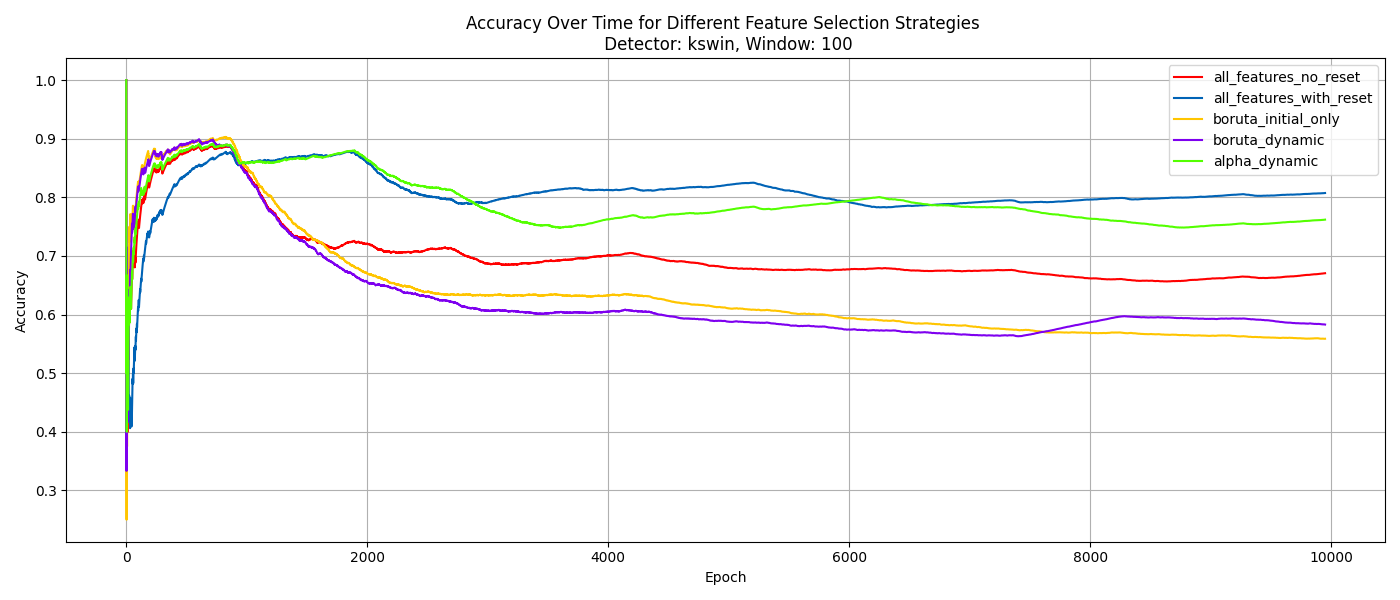 Accuracy Over Time for Different Feature Selection Strategies
Detector: kswin, Window: 100
all_features_no_reset
all_features_with_reset
boruta_initial_only
boruta_dynamic
alpha_dynamic
Accuracy
1.0
0.9
0.8
0.7
0.6
0.5
0.4
0.3
0
2000
4000
6000
8000
10000
Epoch